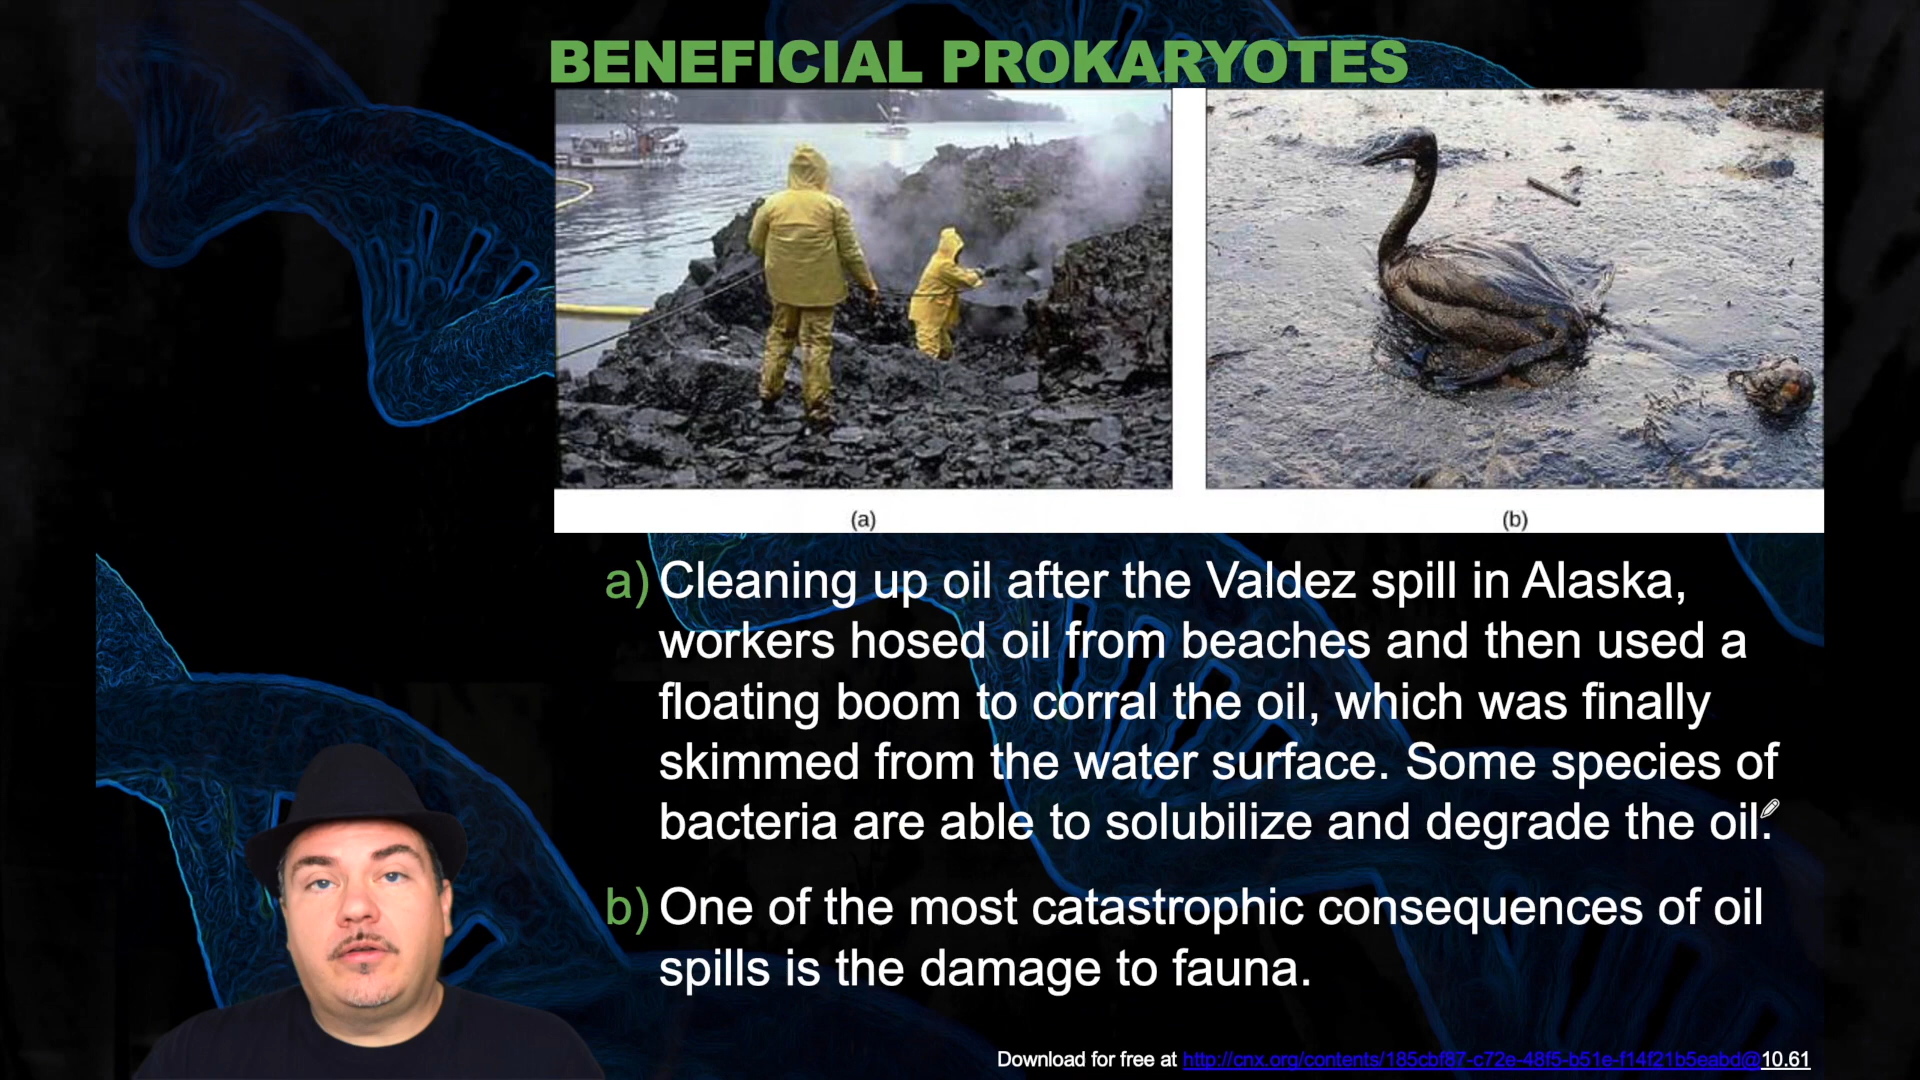 BENEFICIAL PROKARYOTES
(a)
(b)
a) Cleaning up oil after the Valdez spill in Alaska,
workers hosed oil from beaches and then used a
floating boom to corral the oil, which was finally
skimmed from the water surface. Some species of
bacteria are able to solubilize and degrade the oil.
b) One of the most catastrophic consequences of oil
spills is the damage to fauna.
Download for free at http://cnx.org/contents/185cbf87-c72e-48f5-b51e-f14f21b5eabd@10.61